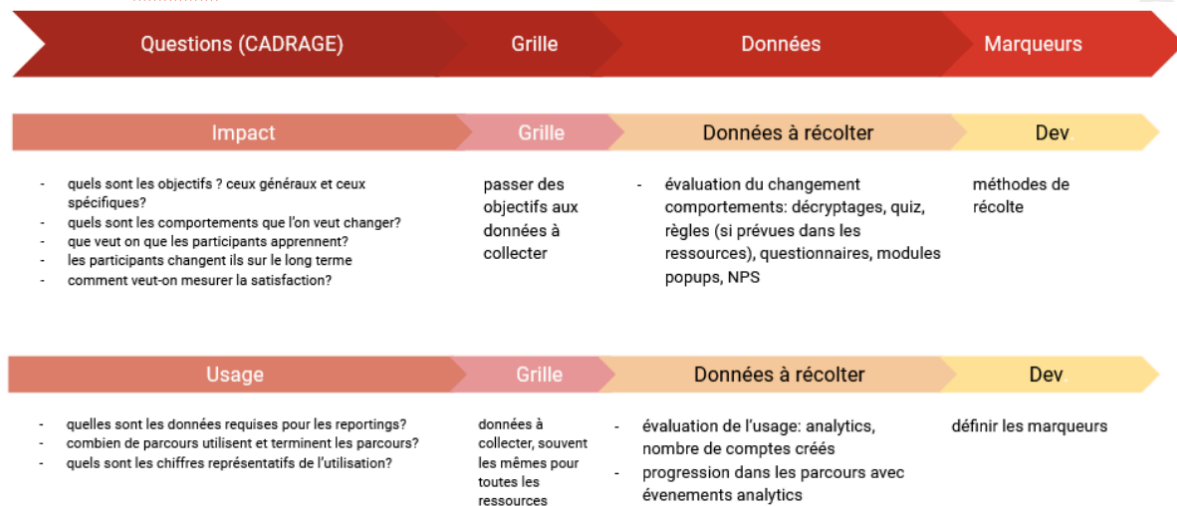 Questions (CADRAGE)
Grille
Données
Marqueurs
Impact
Grille
Données à récolter
Dev
- quels sont les objectifs ? ceux généraux et ceux
spécifiques?
- quels sont les comportements que l'on veut changer?
- que veut on que les participants apprennent?
- les participants changent ils sur le long terme
- comment veut-on mesurer la satisfaction?
passer des
objectifs aux
données à
collecter
- évaluation du changement
comportements: décryptages, quiz,
règles (si prévues dans les
ressources), questionnaires, modules
popups, NPS
méthodes de
récolte
Usage
Grille
Données à récolter
Dev
- quelles sont les données requises pour les reportings?
- combien de parcours utilisent et terminent les parcours?
- quels sont les chiffres représentatifs de l'utilisation?
données à
collecter, souvent
les mêmes pour
toutes les
ressources
- évaluation de l'usage: analytics,
nombre de comptes créés
- progression dans les parcours avec
évenements analytics
définir les marqueurs